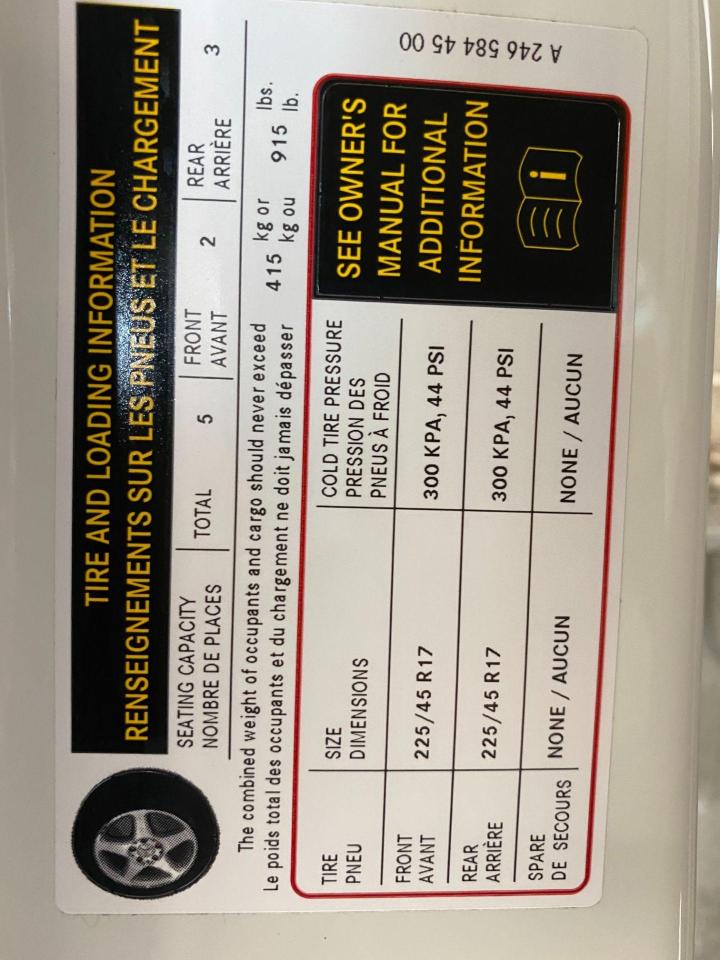 TIRE AND LOADING INFORMATION
RENSEIGNEMENTS SUR LES PNEUS ET LE CHARGEMENT
SEATING CAPACITY TOTAL 5 FRONT 2 REAR 3
NOMBRE DE PLACES AVANT ARRIÈRE
The combined weight of occupants and cargo should never exceed 415 kg or 915 lbs.
Le poids total des occupants et du chargement ne doit jamais dépasser kg ou lb.
TIRE SIZE COLD TIRE PRESSURE
PNEU DIMENSIONS PRESSION DES
PNEUS À FROID
FRONT 225/45 R17 300 KPA, 44 PSI
AVANT
REAR 225/45 R17 300 KPA, 44 PSI
ARRIÈRE
SPARE NONE / AUCUN NONE / AUCUN
DE SECOURS
SEE OWNER'S
MANUAL FOR
ADDITIONAL
INFORMATION
i
A 246 584 45 00